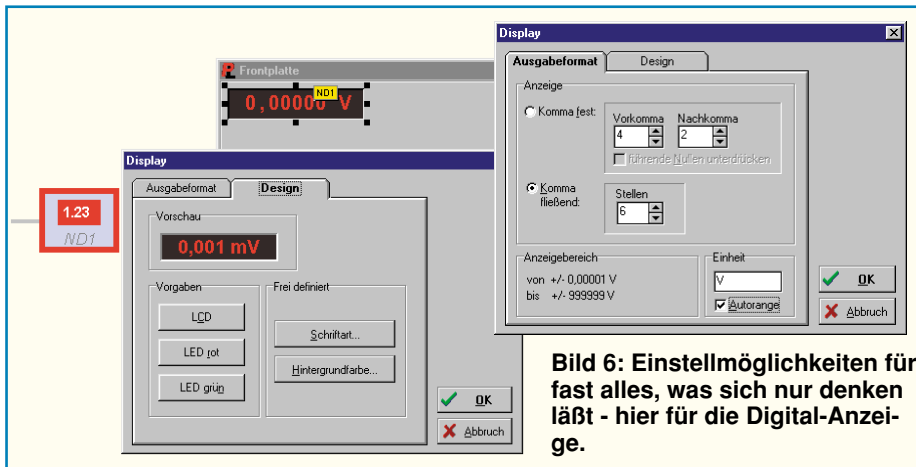 Frontplatte
0,00000 V
ND1
1.23
ND1
Display
Ausgabeformat
Design
Vorschau
0,001 mV
Vorgaben
LCD
LED rot
LED grün
Frei definiert
Schriftart...
Hintergrundfarbe...
OK
Abbruch
Display
Ausgabeformat
Design
Anzeige
Komma fest:
Vorkomma
Nachkomma
4
2
führende Nullen unterdrücken
Komma
fließend:
Stellen
6
Anzeigebereich
von +/- 0,00001 V
bis +/- 999999 V
Einheit
V
Autorange
OK
Abbruch
Bild 6: Einstellmöglichkeiten für
fast alles, was sich nur denken
läßt - hier für die Digital-Anzei-
ge.